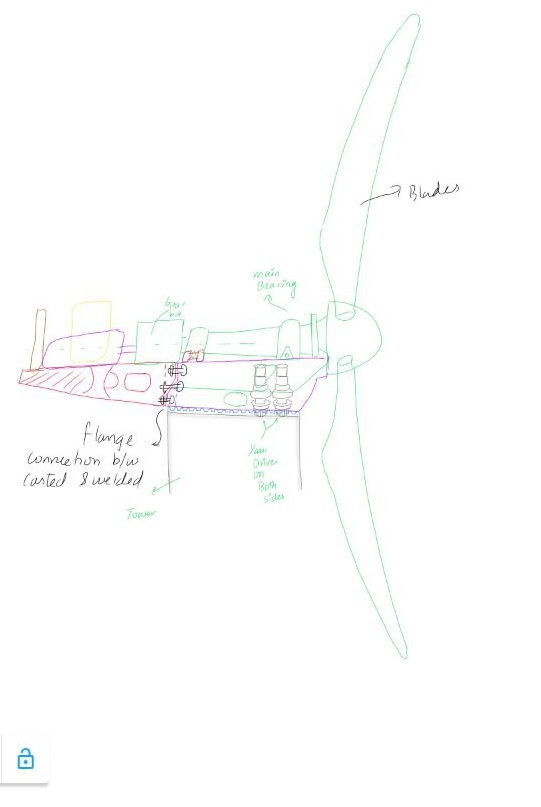 Blades
main
Bearing
Gear
box
flange
connection b/w
Casted & welded
Yaw
Drives
on
Both
sides
Tower